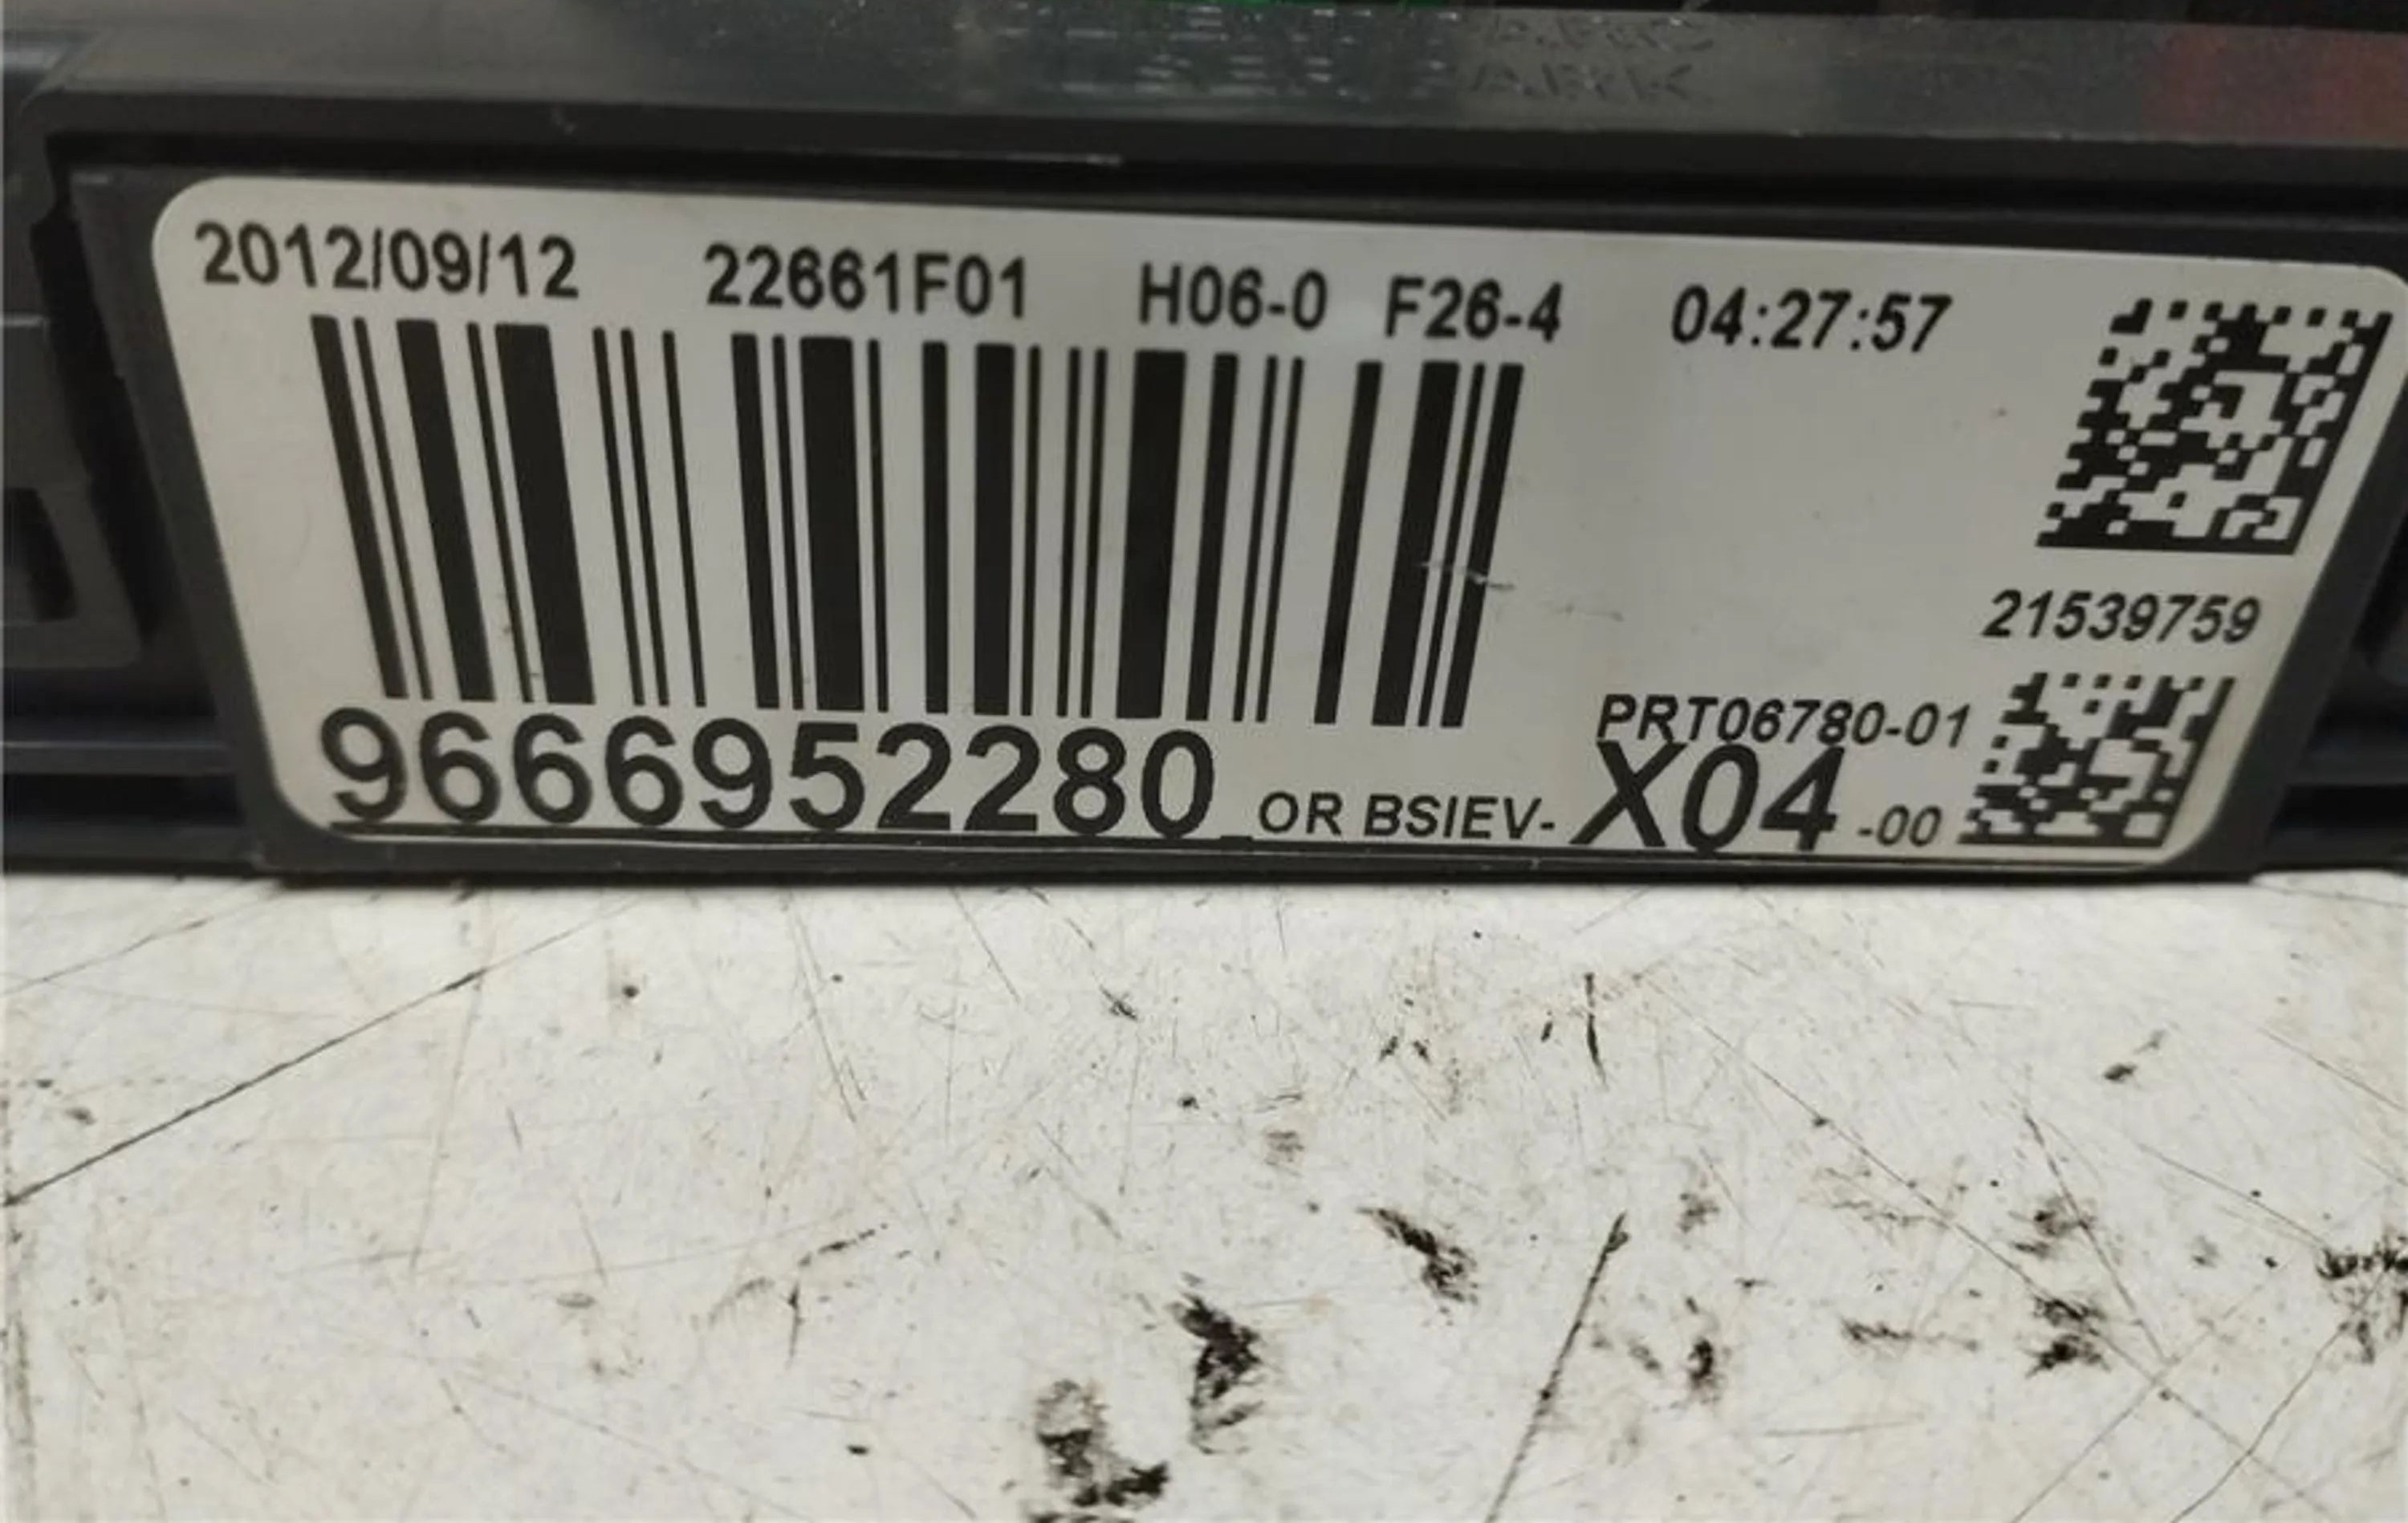 2012/09/12 22661F01 H06-0 F26-4 04:27:57
21539759
PRT06780-01
9666952280 OR BSIEV- X04 -00